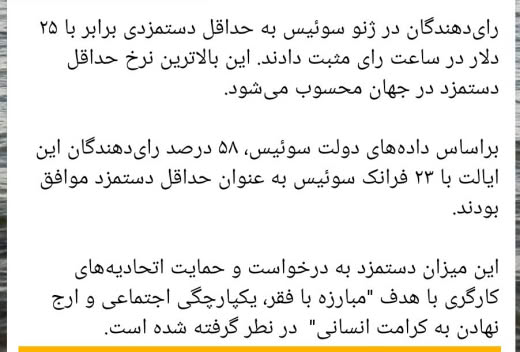 رای‌دهندگان در ژنو سوئیس به حداقل دستمزدی برابر با ۲۵
دلار در ساعت رای مثبت دادند. این بالاترین نرخ حداقل
دستمزد در جهان محسوب می‌شود.
براساس داده‌های دولت سوئیس، ۵۸ درصد رای‌دهندگان این
ایالت با ۲۳ فرانک سوئیس به عنوان حداقل دستمزد موافق
بودند.
این میزان دستمزد به درخواست و حمایت اتحادیه‌های
کارگری با هدف "مبارزه با فقر، یکپارچگی اجتماعی و ارج
نهادن به کرامت انسانی" در نطر گرفته شده است.